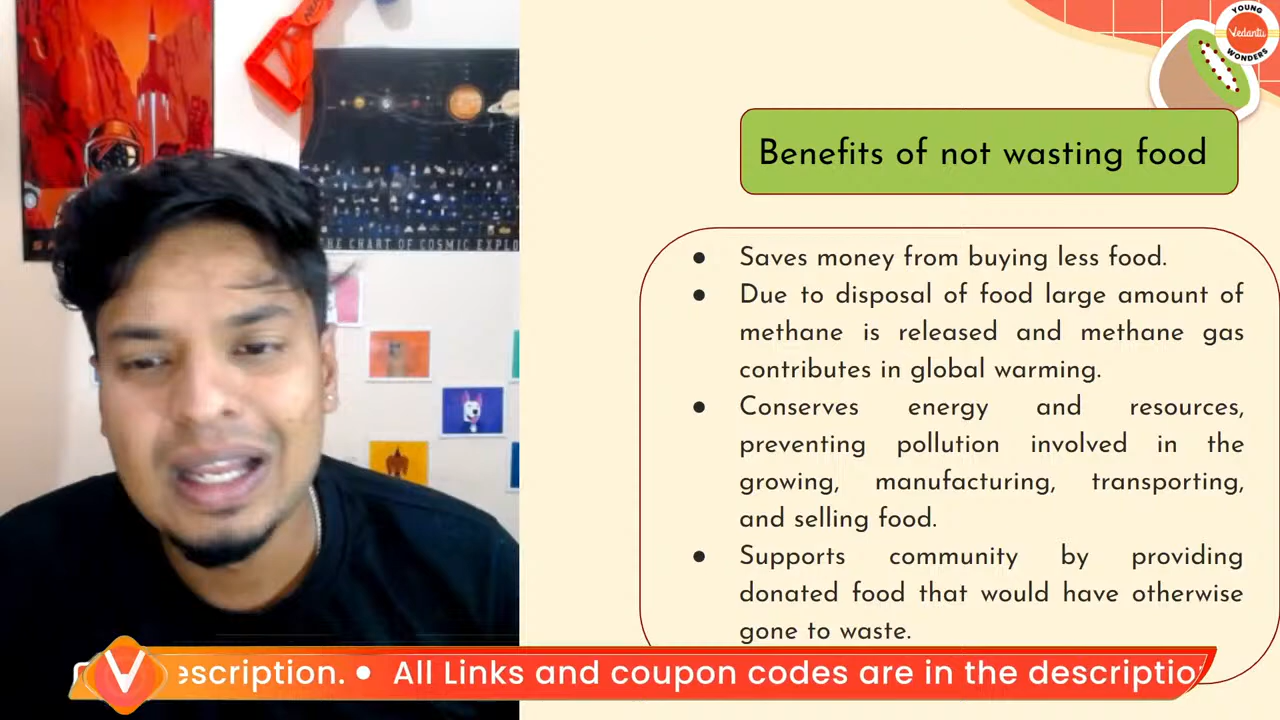 YOUNG
Vedantu
WONDERS
Benefits of not wasting food
● Saves money from buying less food.
● Due to disposal of food large amount of
methane is released and methane gas
contributes in global warming.
● Conserves energy and resources,
preventing pollution involved in the
growing, manufacturing, transporting,
and selling food.
● Supports community by providing
donated food that would have otherwise
gone to waste.
THE CHART OF COSMIC EXPLO
V
escription. ● All Links and coupon codes are in the descriptio